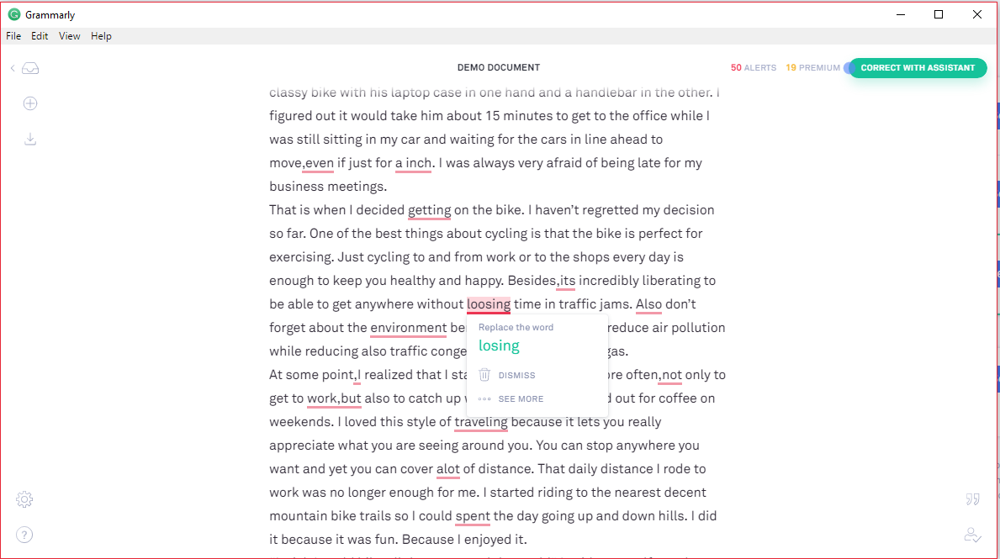 Grammarly
File Edit View Help
DEMO DOCUMENT
50 ALERTS 19 PREMIUM CORRECT WITH ASSISTANT
classy bike with his laptop case in one hand and a handlebar in the other. I
figured out it would take him about 15 minutes to get to the office while I
was still sitting in my car and waiting for the cars in line ahead to
move,even if just for a inch. I was always very afraid of being late for my
business meetings.
That is when I decided getting on the bike. I haven’t regretted my decision
so far. One of the best things about cycling is that the bike is perfect for
exercising. Just cycling to and from work or to the shops every day is
enough to keep you healthy and happy. Besides,its incredibly liberating to
be able to get anywhere without loosing time in traffic jams. Also don’t
forget about the environment reduce air pollution
while reducing also traffic gas.
At some point,I realized that I often,not only to
get to work,but also to catch up out for coffee on
weekends. I loved this style of traveling because it lets you really
appreciate what you are seeing around you. You can stop anywhere you
want and yet you can cover alot of distance. That daily distance I rode to
work was no longer enough for me. I started riding to the nearest decent
mountain bike trails so I could spent the day going up and down hills. I did
it because it was fun. Because I enjoyed it.
Replace the word
losing
DISMISS
SEE MORE